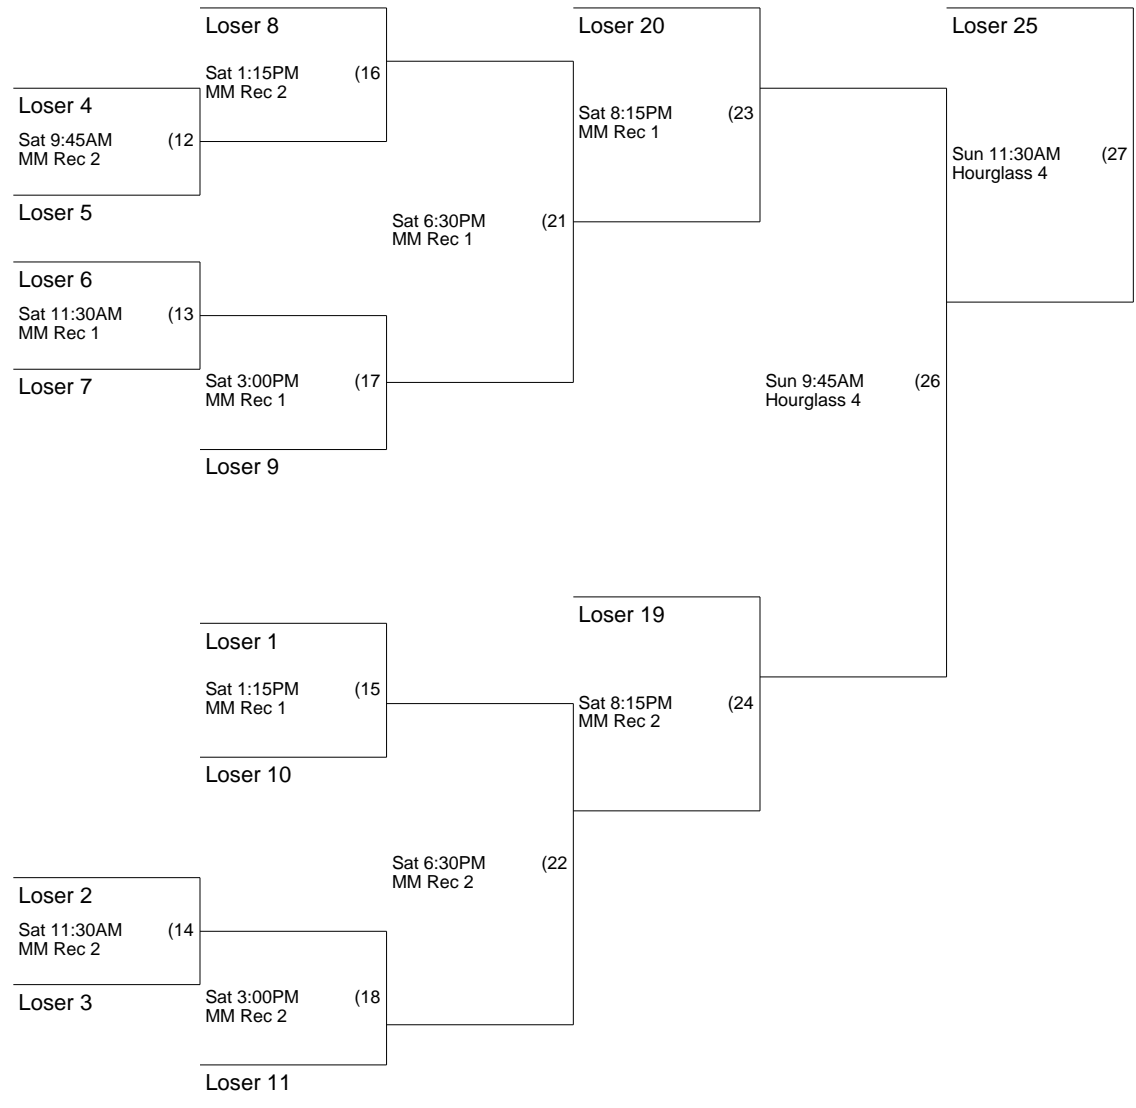 Loser 8
Loser 20
Loser 25
Sat 1:15PM (16
MM Rec 2
Loser 4
Sat 8:15PM (23
MM Rec 1
Sat 9:45AM (12
MM Rec 2
Sun 11:30AM (27
Hourglass 4
Loser 5
Sat 6:30PM (21
MM Rec 1
Loser 6
Sat 11:30AM (13
MM Rec 1
Loser 7
Sat 3:00PM (17
MM Rec 1
Sun 9:45AM (26
Hourglass 4
Loser 9
Loser 19
Loser 1
Sat 1:15PM (15
MM Rec 1
Sat 8:15PM (24
MM Rec 2
Loser 10
Sat 6:30PM (22
MM Rec 2
Loser 2
Sat 11:30AM (14
MM Rec 2
Loser 3
Sat 3:00PM (18
MM Rec 2
Loser 11